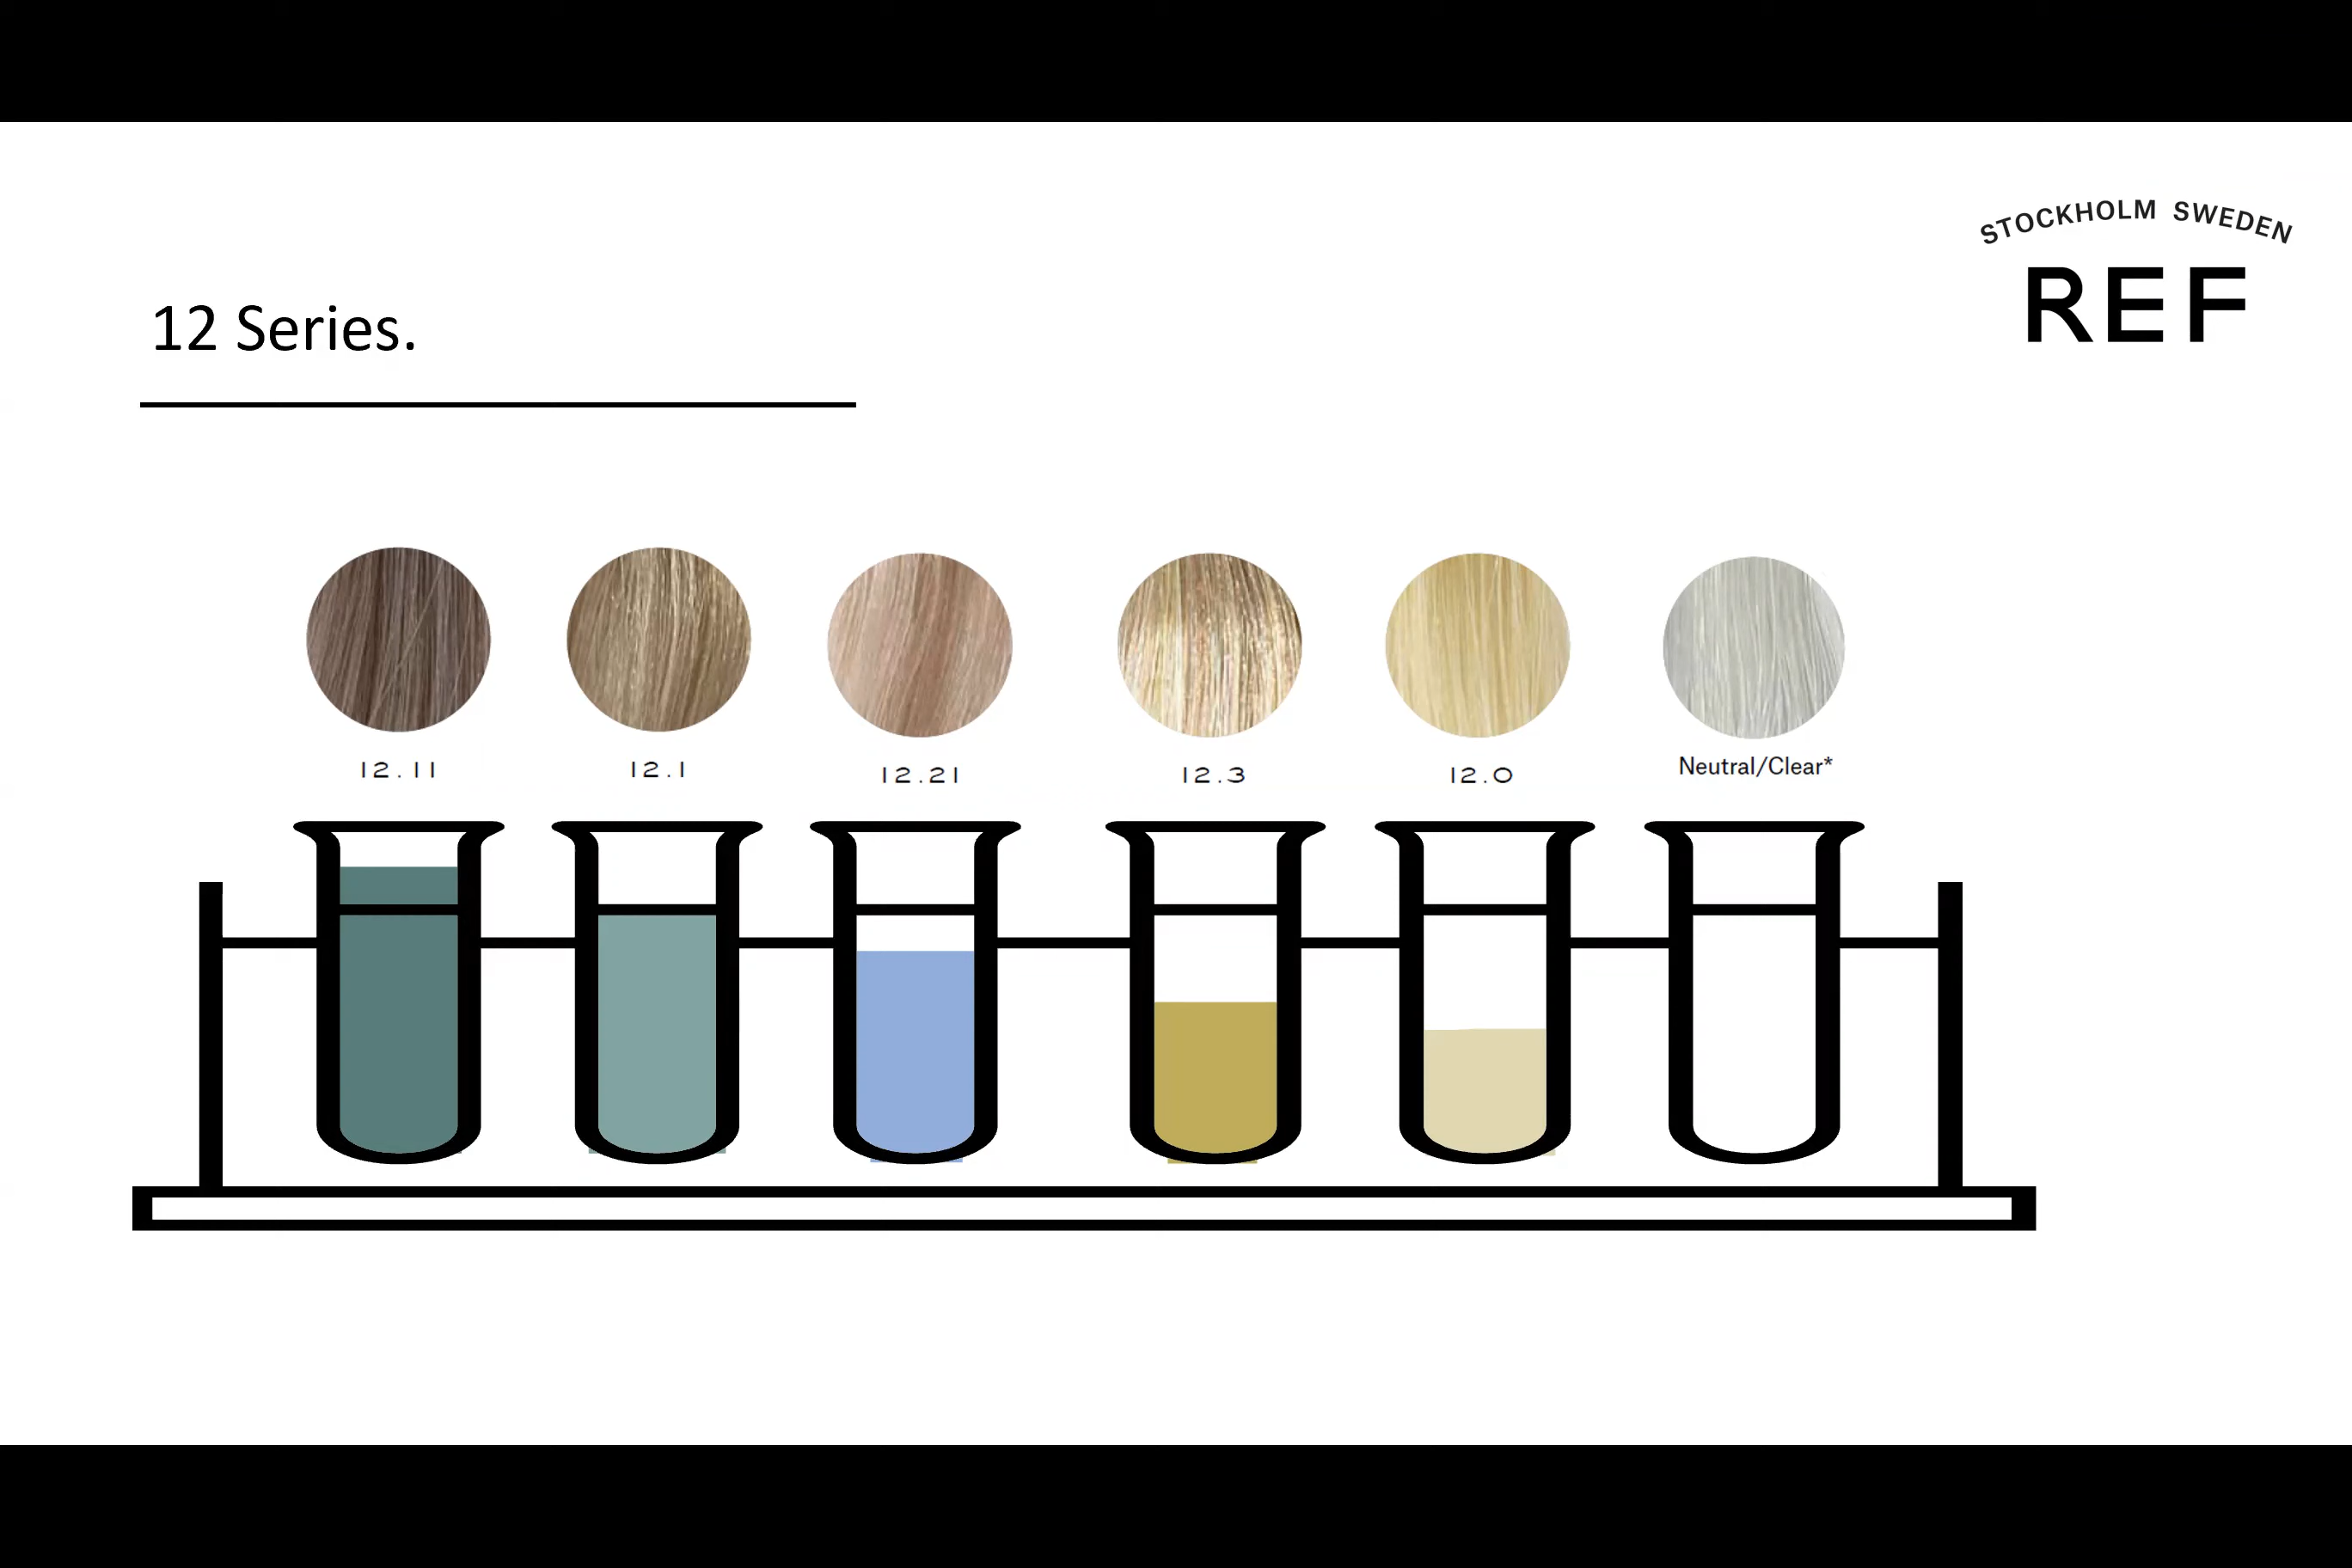 STOCKHOLM SWEDEN
REF
12 Series.
12.11
12.1
12.21
12.3
12.0
Neutral/Clear*